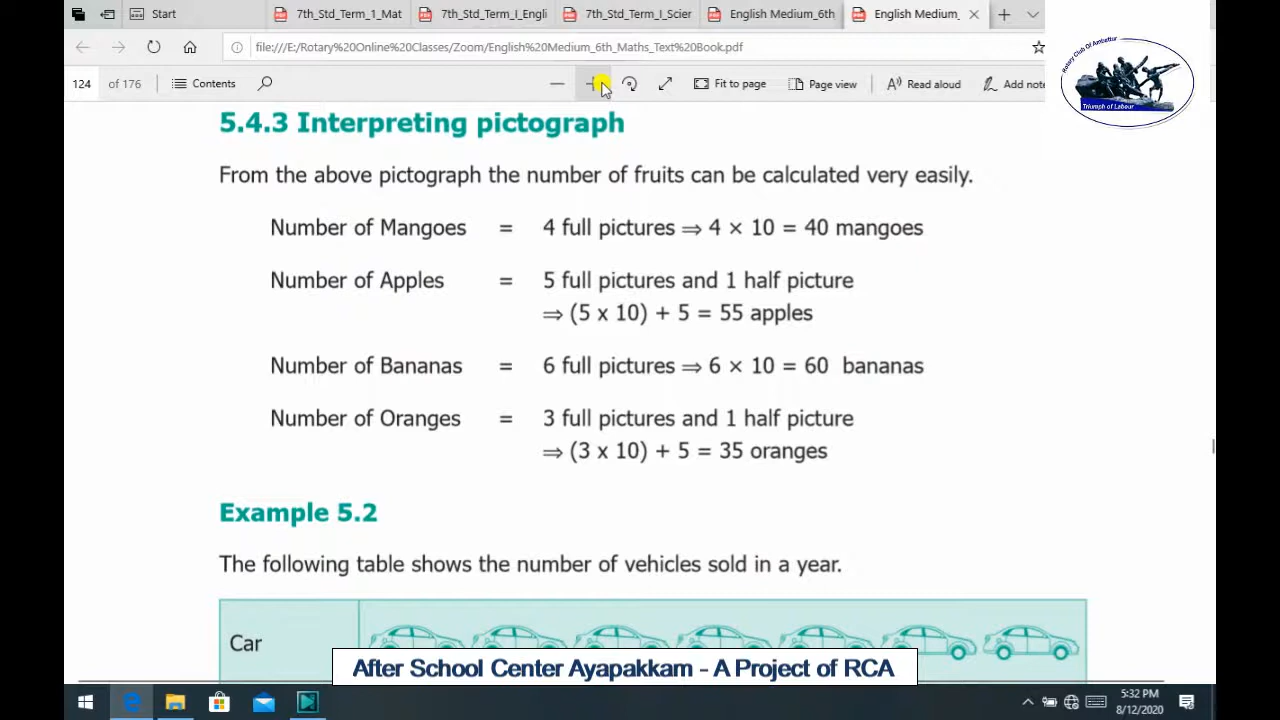 Start
7th_Std_Term_1_Mat
7th_Std_Term_I_Engli
7th_Std_Term_I_Scier
English Medium_6th
English Medium_
file:///E:/Rotary%20Online%20Classes/Zoom/English%20Medium_6th_Maths_Text%20Book.pdf
124 of 176
Contents
Fit to page
Page view
Read aloud
Add note
Rotary Club Of Ambattur
Triumph of Labour
5.4.3 Interpreting pictograph
From the above pictograph the number of fruits can be calculated very easily.
Number of Mangoes = 4 full pictures ⇒ 4 × 10 = 40 mangoes
Number of Apples = 5 full pictures and 1 half picture
⇒ (5 x 10) + 5 = 55 apples
Number of Bananas = 6 full pictures ⇒ 6 × 10 = 60 bananas
Number of Oranges = 3 full pictures and 1 half picture
⇒ (3 x 10) + 5 = 35 oranges
Example 5.2
The following table shows the number of vehicles sold in a year.
Car
After School Center Ayapakkam - A Project of RCA
5:32 PM
8/12/2020